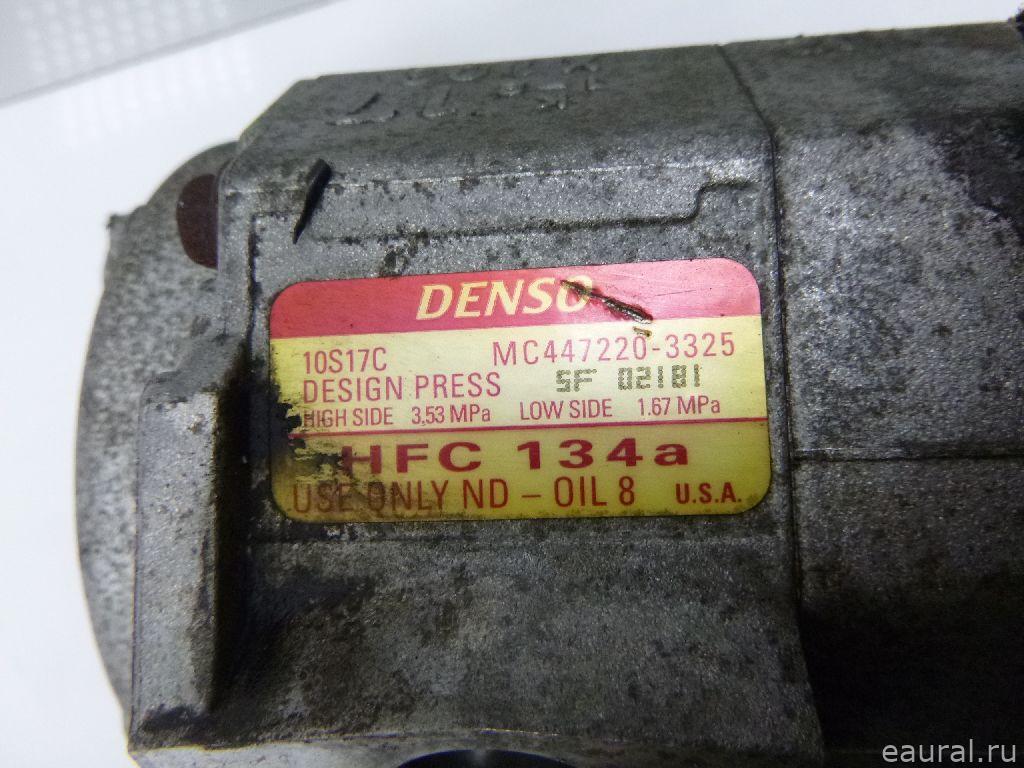 DENSO
10S17C MC447220-3325
DESIGN PRESS 5F 02181
HIGH SIDE 3,53 MPa LOW SIDE 1.67 MPa
HFC 134a
USE ONLY ND - OIL 8 U.S.A.
eaural.ru